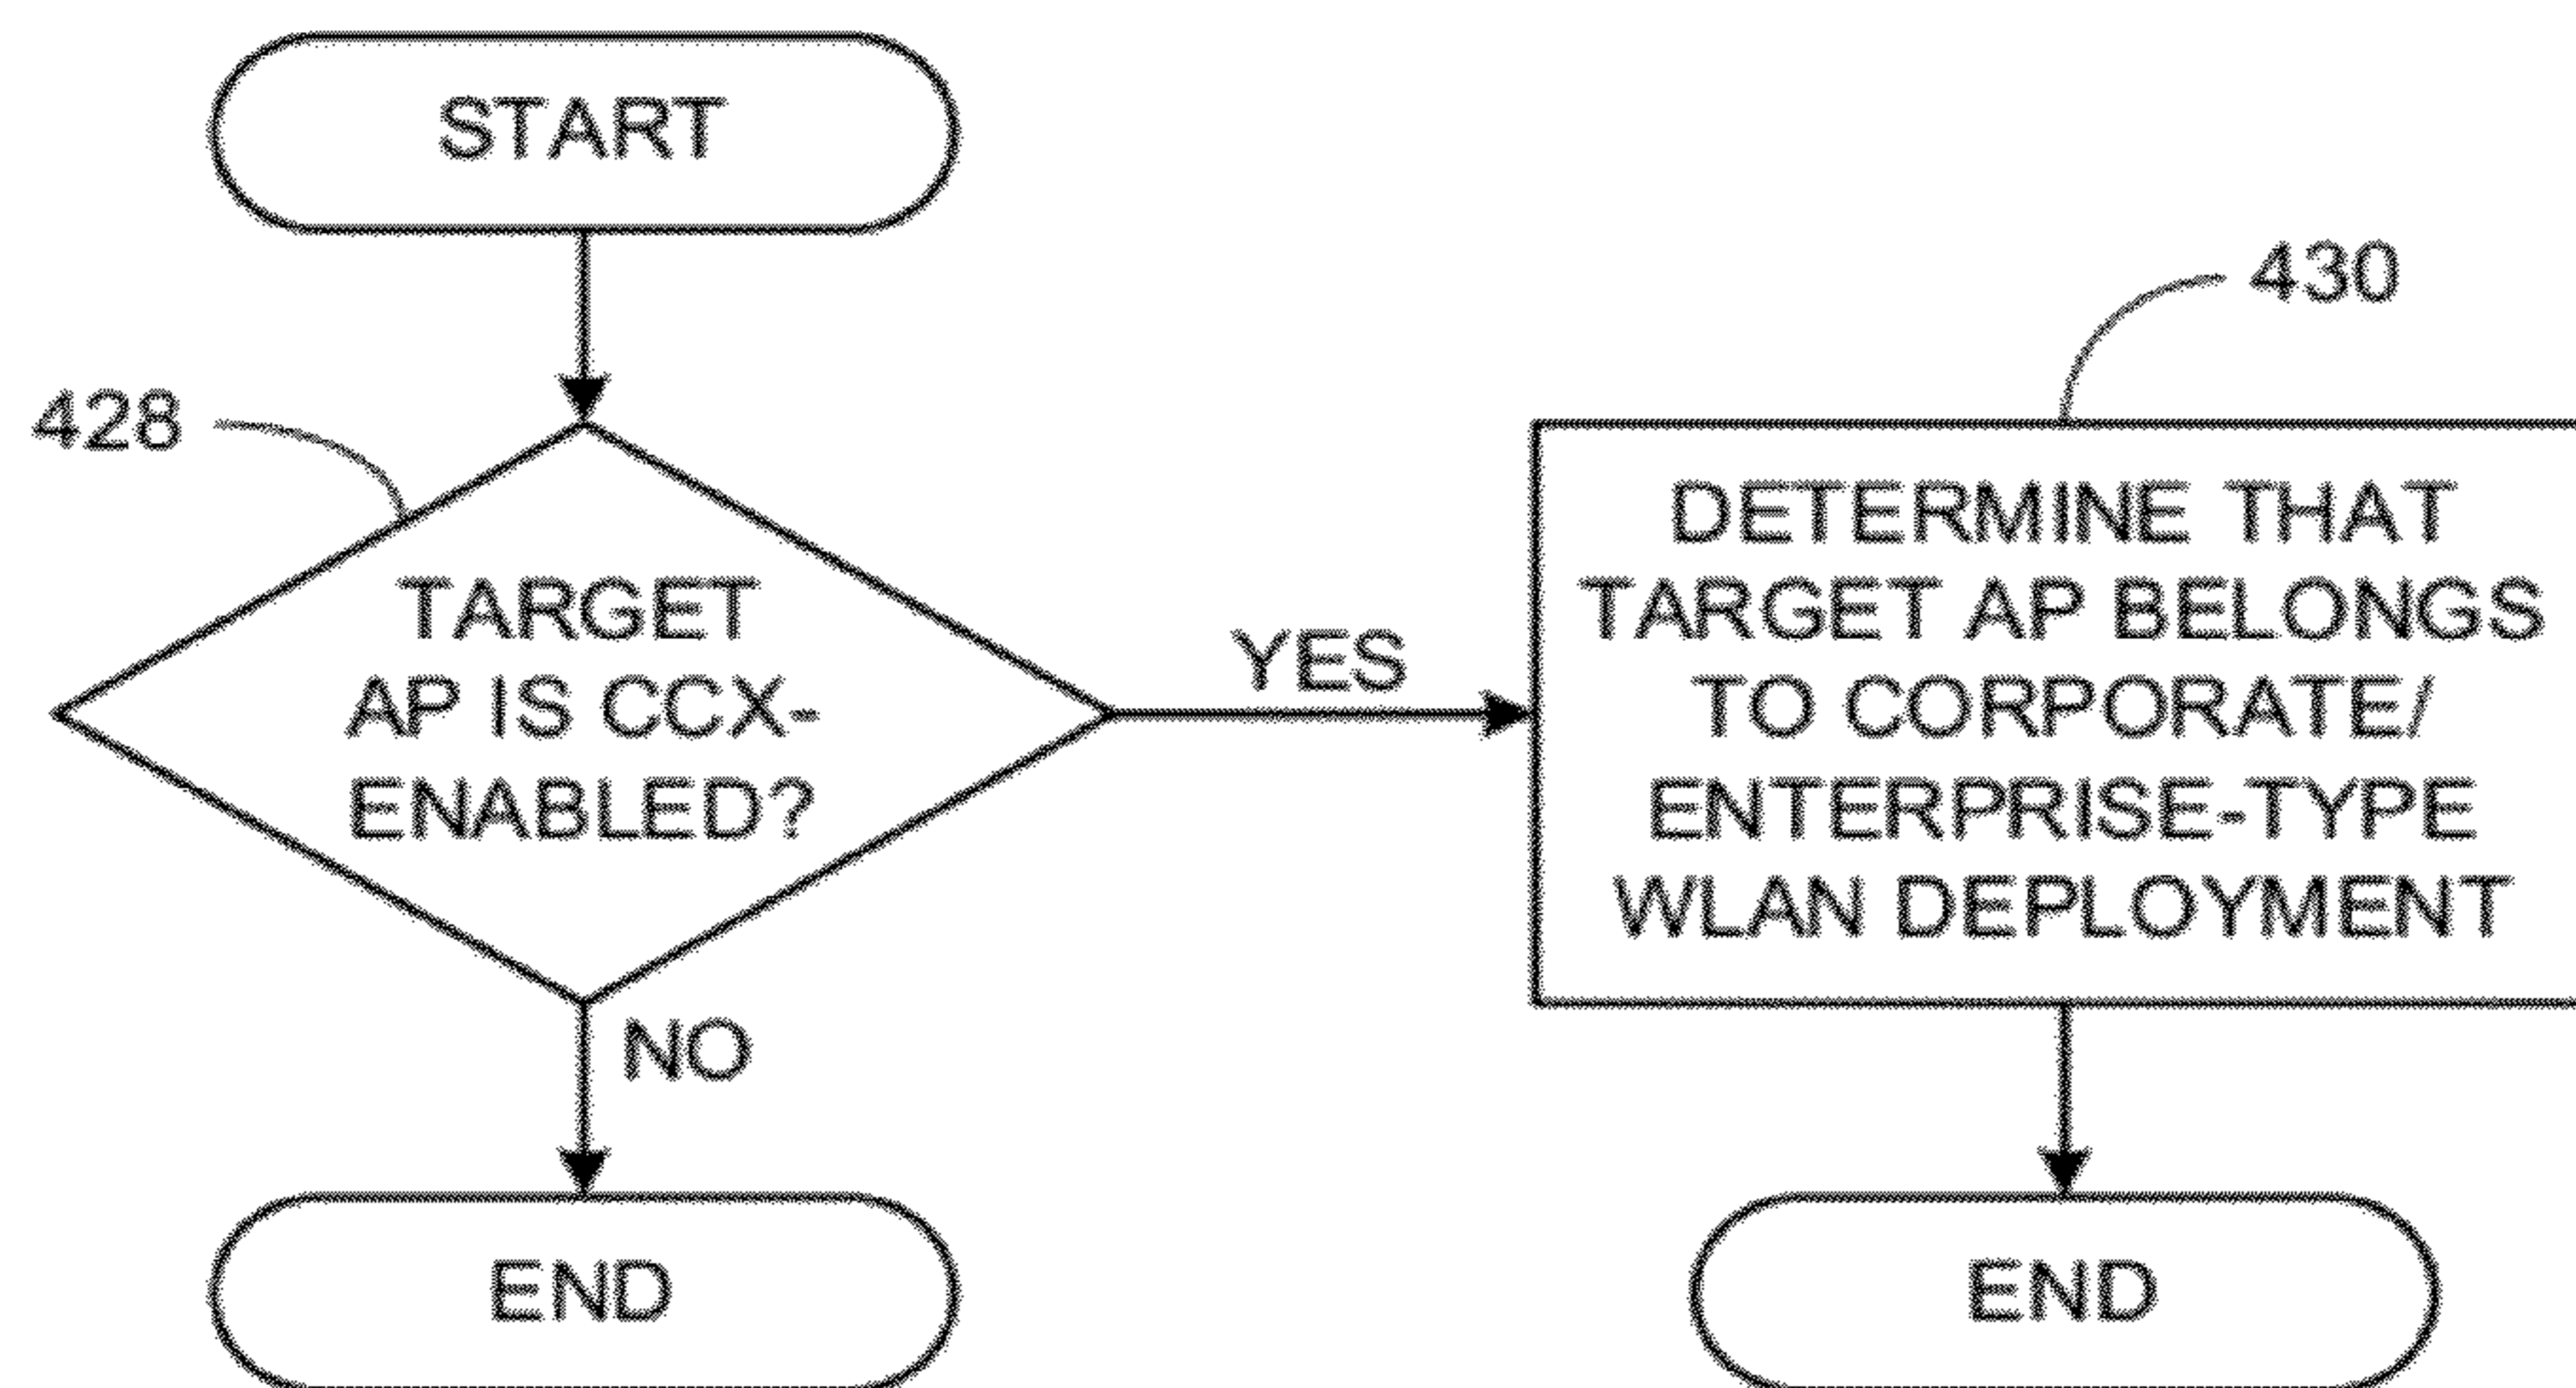 START
428
TARGET
AP IS CCX-
ENABLED?
YES
NO
END
430
DETERMINE THAT
TARGET AP BELONGS
TO CORPORATE/
ENTERPRISE-TYPE
WLAN DEPLOYMENT
END